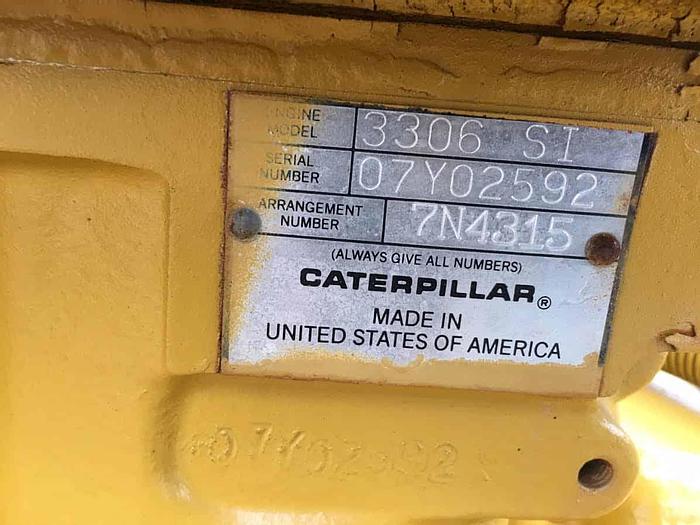 ENGINE MODEL 3306 SI
SERIAL NUMBER 07Y02592
ARRANGEMENT NUMBER 7N4315
(ALWAYS GIVE ALL NUMBERS)
CATERPILLAR®
MADE IN
UNITED STATES OF AMERICA
07Y02592